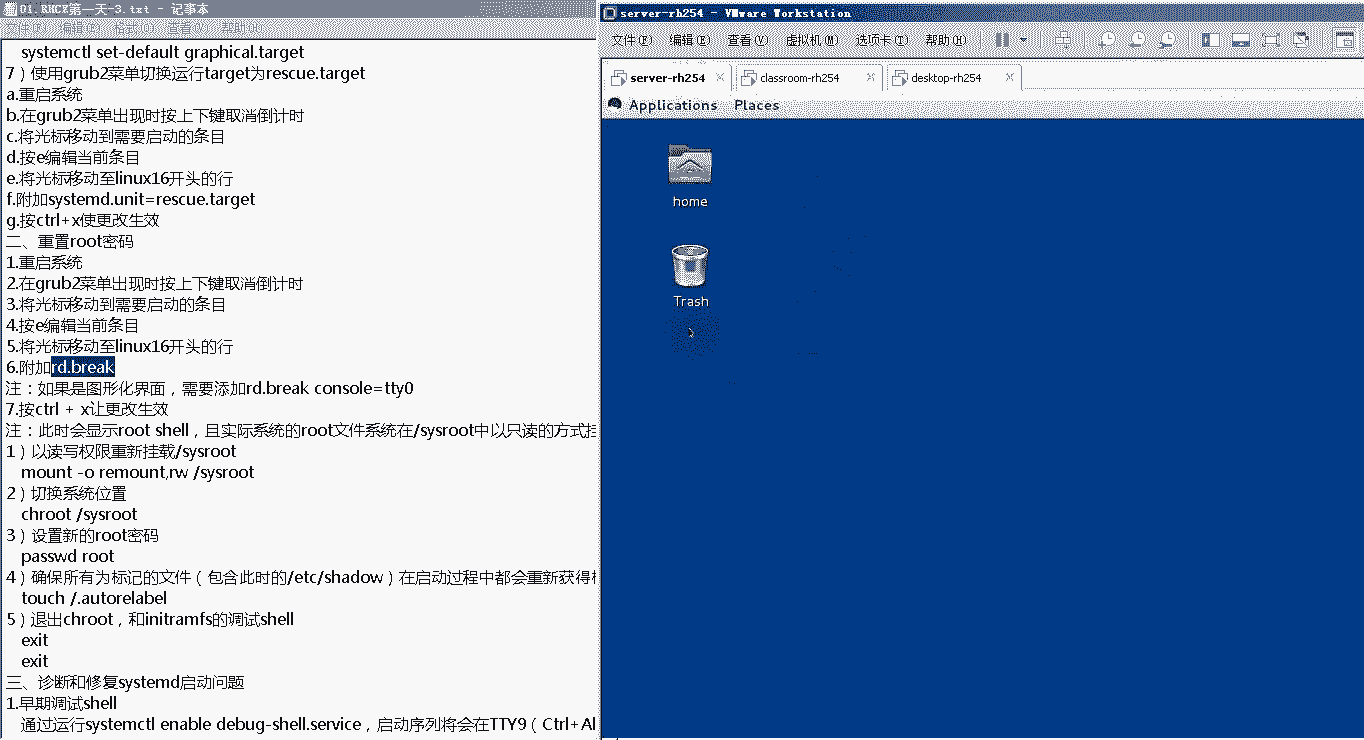 01.RHCE第一天-3.txt - 记事本
文件(F) 编辑(E) 格式(O) 查看(V) 帮助(H)
systemctl set-default graphical.target
7）使用grub2菜单切换运行target为rescue.target
a.重启系统
b.在grub2菜单出现时按上下键取消倒计时
c.将光标移动到需要启动的条目
d.按e编辑当前条目
e.将光标移动至linux16开头的行
f.附加systemd.unit=rescue.target
g.按ctrl+x使更改生效
二、重置root密码
1.重启系统
2.在grub2菜单出现时按上下键取消倒计时
3.将光标移动到需要启动的条目
4.按e编辑当前条目
5.将光标移动至linux16开头的行
6.附加rd.break
注：如果是图形化界面，需要添加rd.break console=tty0
7.按ctrl + x让更改生效
注：此时会显示root shell，且实际系统的root文件系统在/sysroot中以只读的方式挂
1）以读写权限重新挂载/sysroot
mount -o remount,rw /sysroot
2）切换系统位置
chroot /sysroot
3）设置新的root密码
passwd root
4）确保所有为标记的文件（包含此时的/etc/shadow）在启动过程中都会重新获得
touch /.autorelabel
5）退出chroot，和initramfs的调试shell
exit
exit
三、诊断和修复systemd启动问题
1.早期调试shell
通过运行systemctl enable debug-shell.service，启动序列将会在TTY9（Ctrl+Al
server-rh254 - VMware Workstation
文件(F) 编辑(E) 查看(V) 虚拟机(M) 选项卡(T) 帮助(H)
server-rh254 classroom-rh254 desktop-rh254
Applications Places
home
Trash